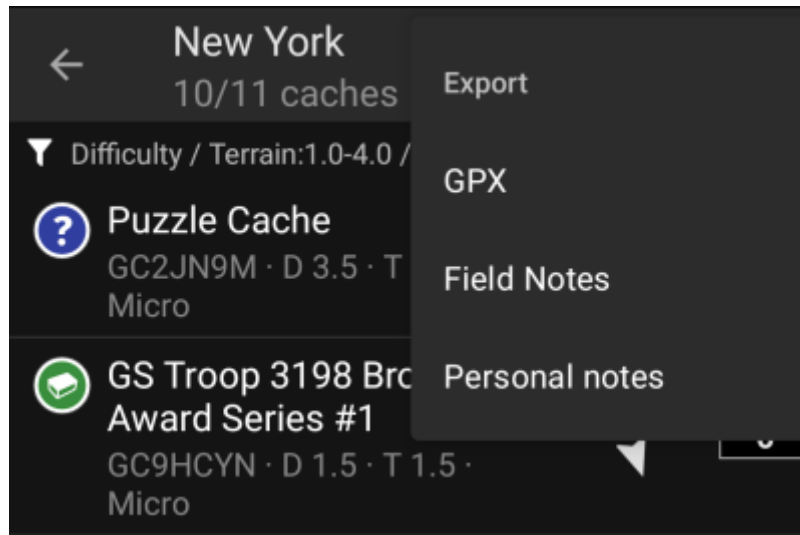 New York
10/11 caches
Difficulty / Terrain:1.0-4.0 /
Puzzle Cache
GC2JN9M · D 3.5 · T
Micro
GS Troop 3198 Bro
Award Series #1
GC9HCYN · D 1.5 · T 1.5 ·
Micro
Export
GPX
Field Notes
Personal notes